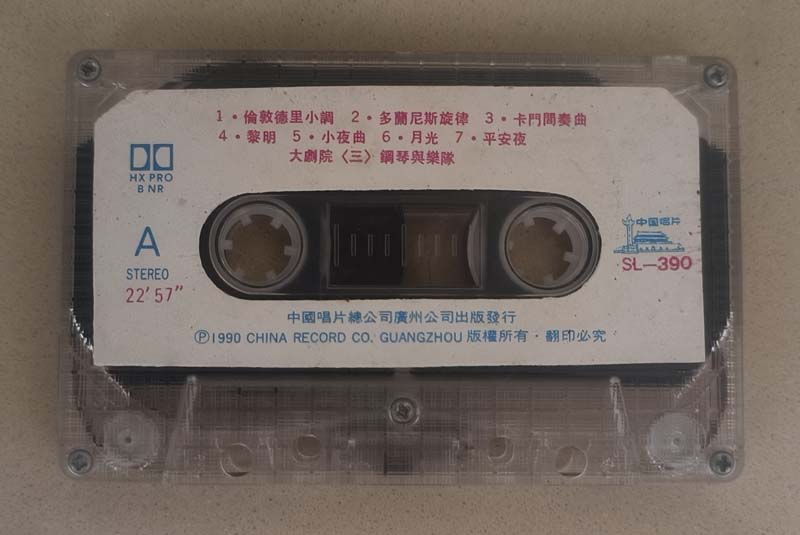 1·倫敦德里小調 2·多蘭尼斯旋律 3·卡門間奏曲
4·黎明 5·小夜曲 6·月光 7·平安夜
大劇院〈三〉鋼琴與樂隊
HX PRO
B NR
A
STEREO
22'57"
中国唱片
SL—390
中國唱片總公司廣州公司出版發行
Ⓟ1990 CHINA RECORD CO. GUANGZHOU 版權所有·翻印必究